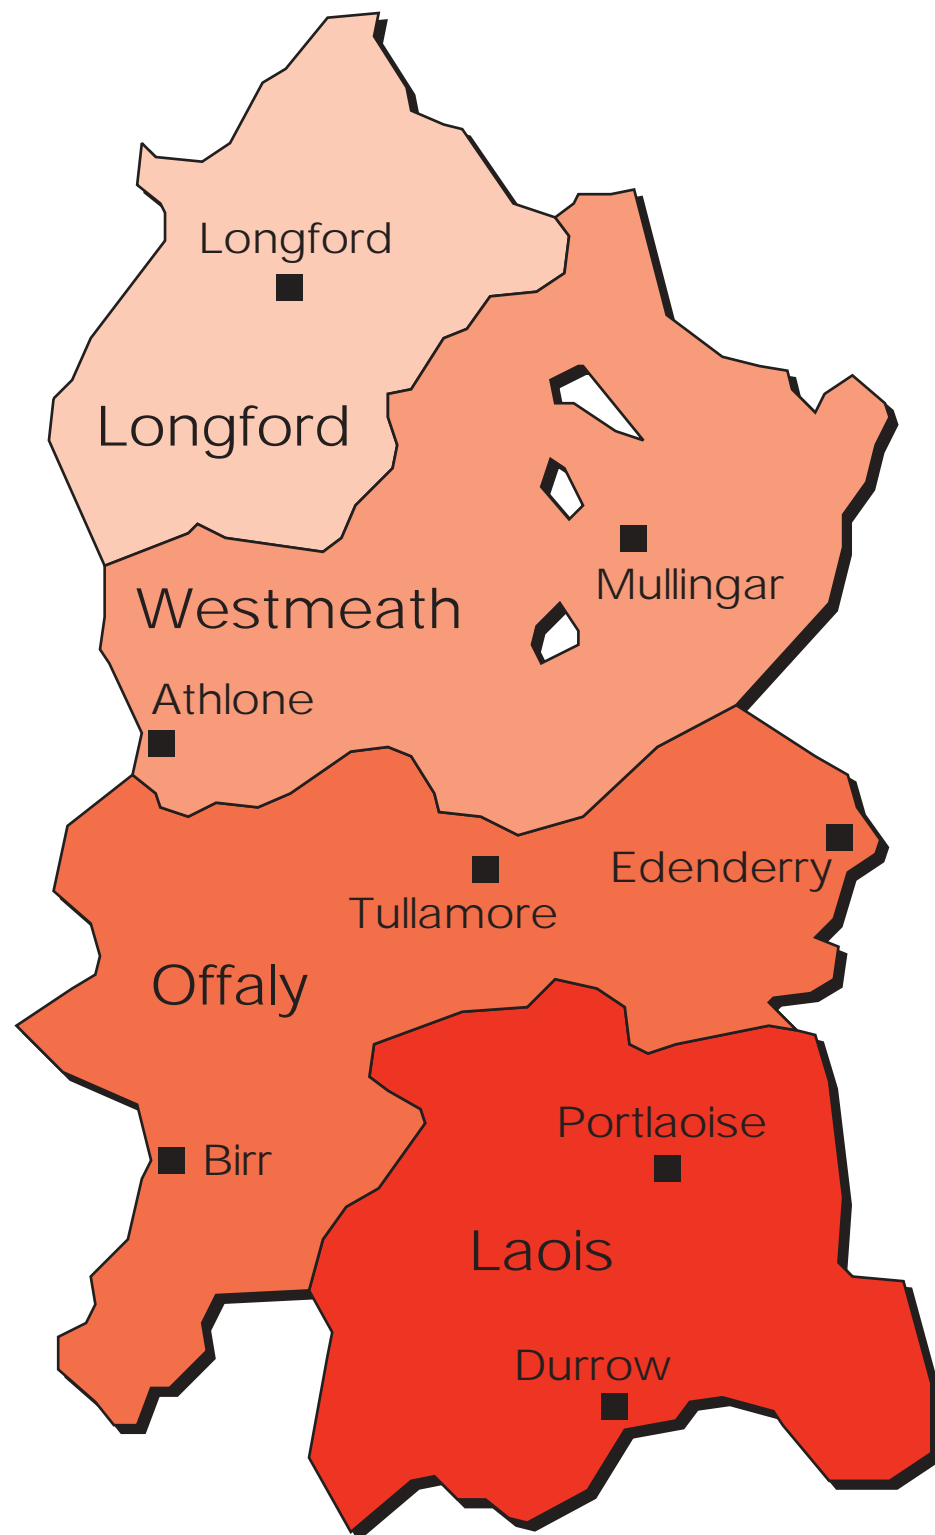 Longford
Longford
Mullingar
Westmeath
Athlone
Edenderry
Tullamore
Offaly
Portlaoise
Birr
Laois
Durrow